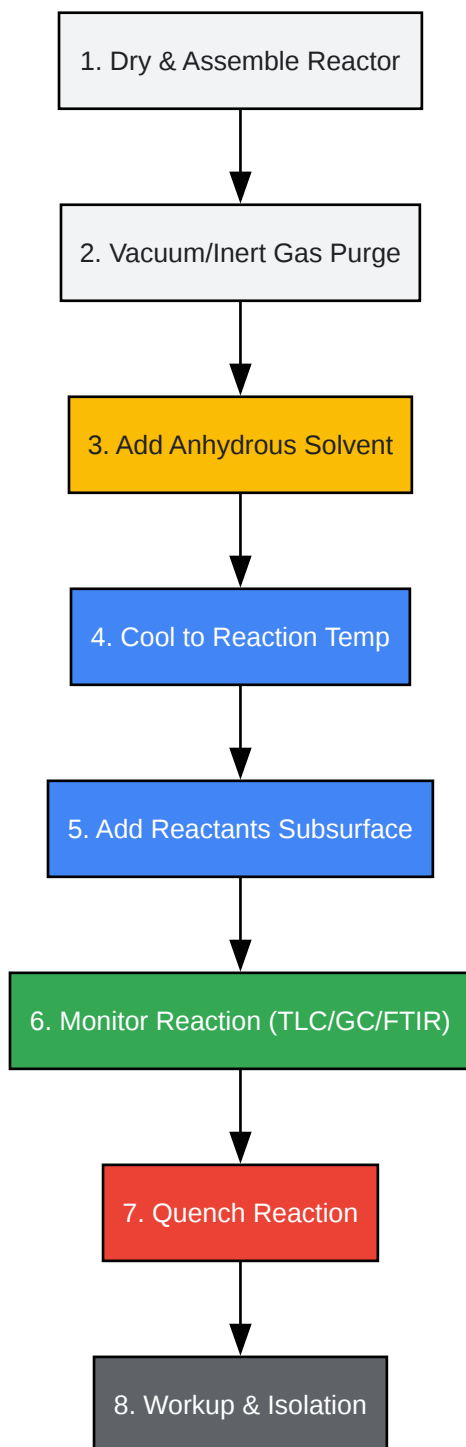 1. Dry & Assemble Reactor
2. Vacuum/Inert Gas Purge
3. Add Anhydrous Solvent
4. Cool to Reaction Temp
5. Add Reactants Subsurface
6. Monitor Reaction (TLC/GC/FTIR)
7. Quench Reaction
8. Workup & Isolation